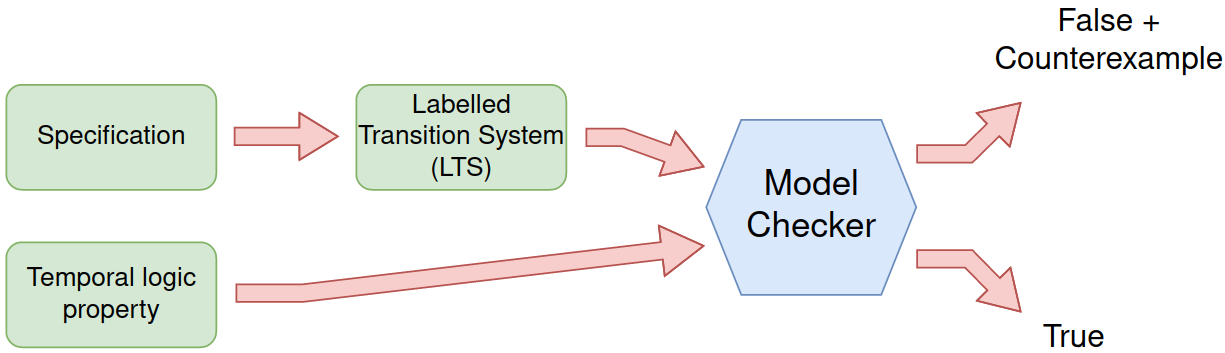 False +
Counterexample
Specification
Labelled
Transition System
(LTS)
Model
Checker
Temporal logic
property
True